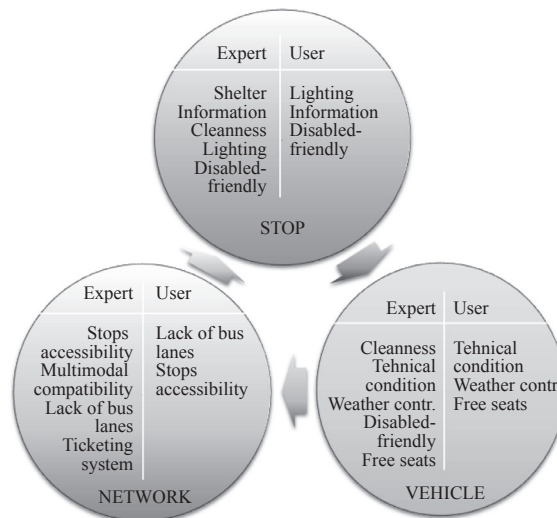 Expert User
Shelter
Information
Cleanness
Lighting
Disabled-
friendly
Lighting
Information
Disabled-
friendly
STOP
Expert User
Stops
accessibility
Multimodal
compatibility
Lack of bus
lanes
Ticketing
system
Lack of bus
lanes
Stops
accessibility
NETWORK
Expert User
Cleanness
Tehnical
condition
Weather contr.
Disabled-
friendly
Free seats
Tehnical
condition
Weather contr.
Free seats
VEHICLE